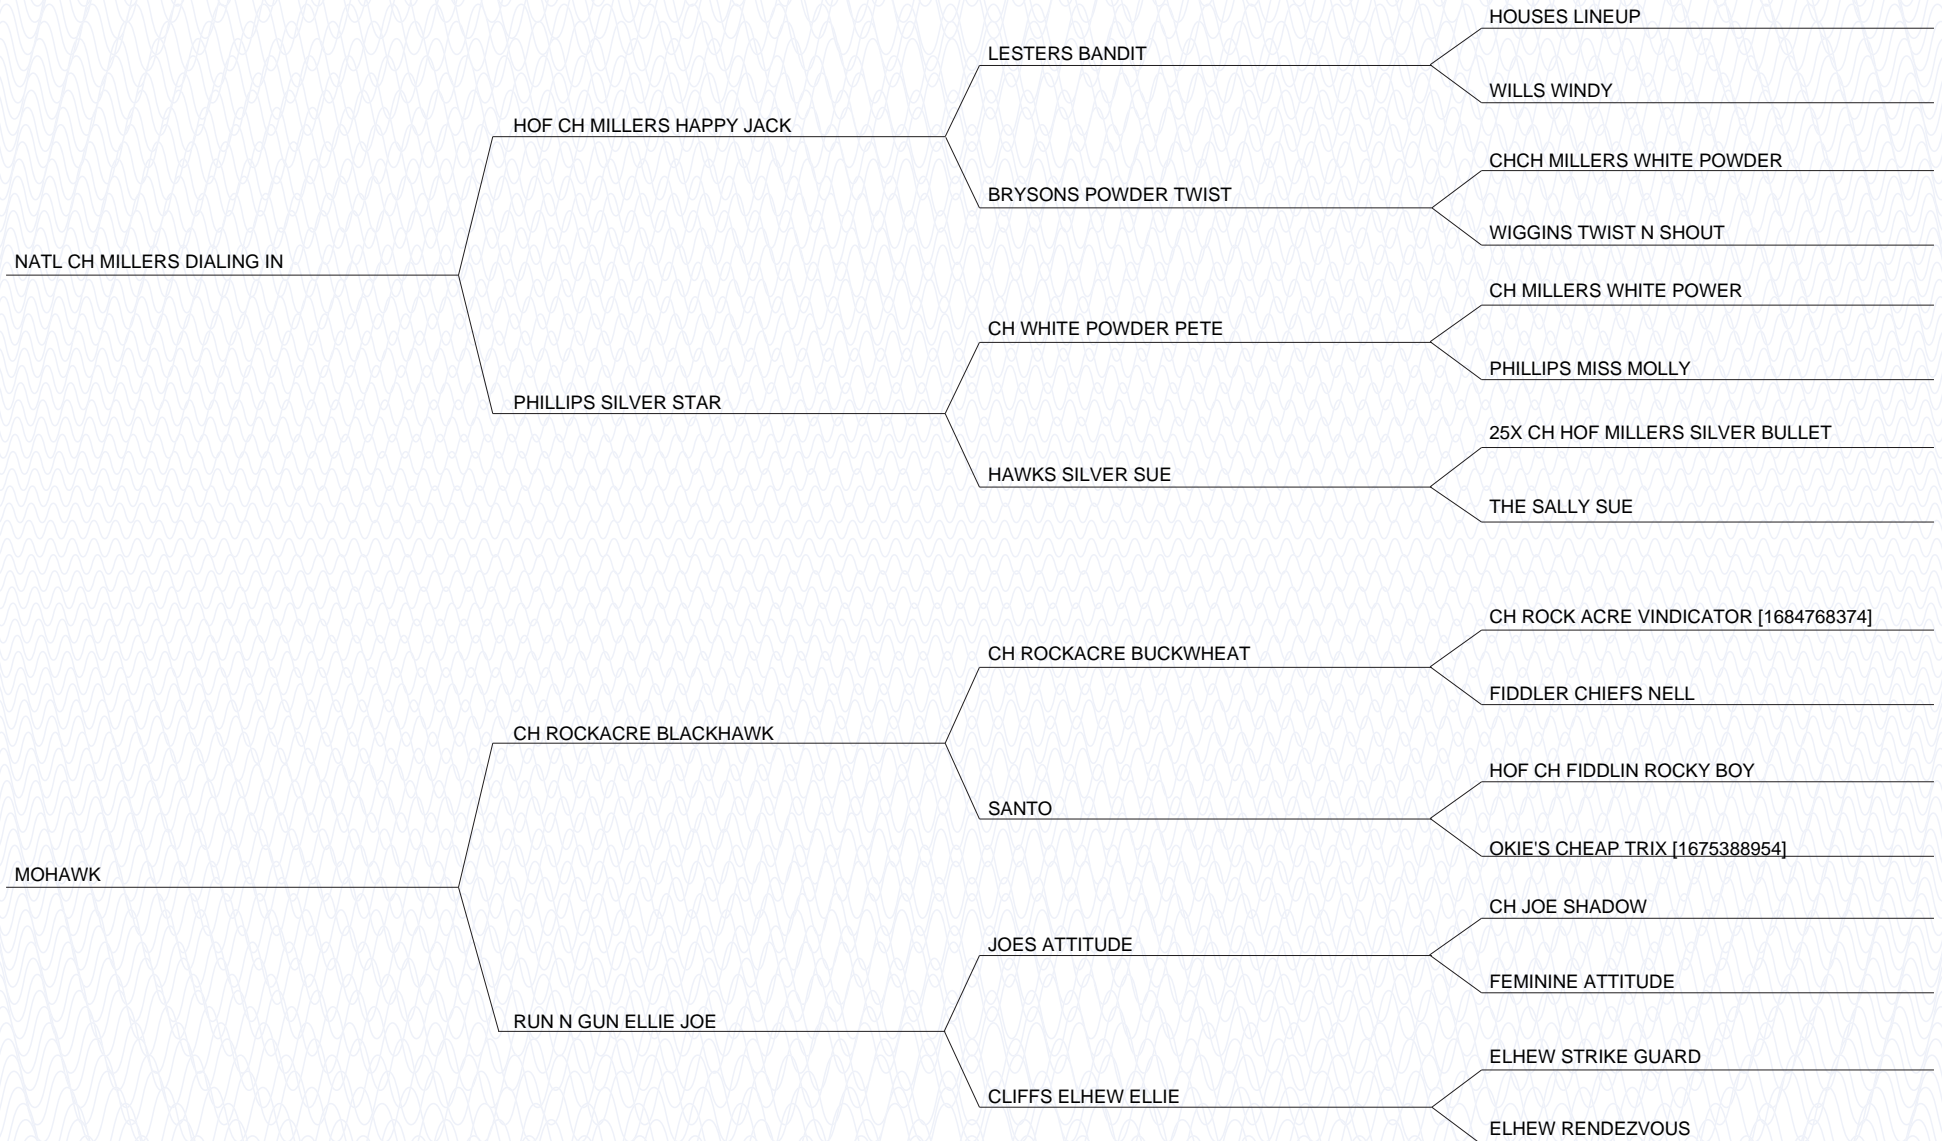 HOUSES LINEUP
LESTERS BANDIT
WILLS WINDY
HOF CH MILLERS HAPPY JACK
CHCH MILLERS WHITE POWDER
BRYSONS POWDER TWIST
WIGGINS TWIST N SHOUT
NATL CH MILLERS DIALING IN
CH MILLERS WHITE POWER
CH WHITE POWDER PETE
PHILLIPS MISS MOLLY
PHILLIPS SILVER STAR
25X CH HOF MILLERS SILVER BULLET
HAWKS SILVER SUE
THE SALLY SUE
CH ROCK ACRE VINDICATOR [1684768374]
CH ROCKACRE BUCKWHEAT
FIDDLER CHIEFS NELL
CH ROCKACRE BLACKHAWK
HOF CH FIDDLIN ROCKY BOY
SANTO
OKIE'S CHEAP TRIX [1675388954]
MOHAWK
CH JOE SHADOW
JOES ATTITUDE
FEMININE ATTITUDE
RUN N GUN ELLIE JOE
ELHEW STRIKE GUARD
CLIFFS ELHEW ELLIE
ELHEW RENDEZVOUS